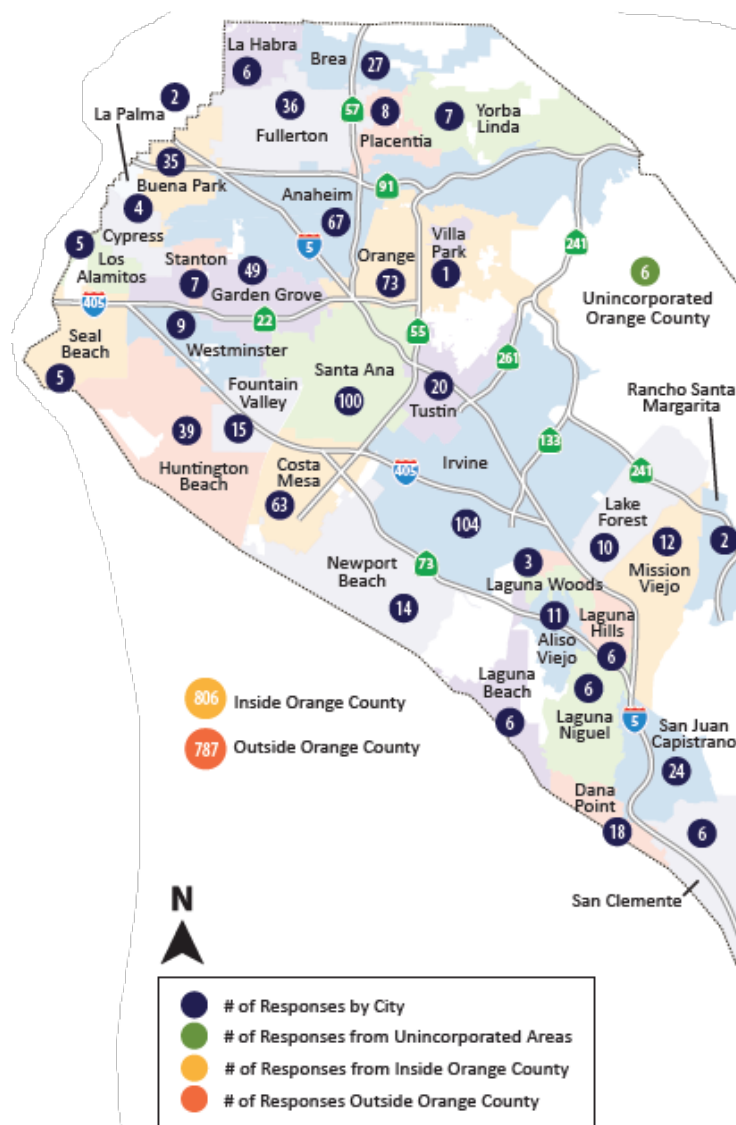 La Habra
6
Brea
27
2
36
Fullerton
57
8
Placentia
7
Yorba
Linda
La Palma
35
Buena Park
91
Anaheim
67
4
Cypress
5
Los
Alamitos
Stanton
7
49
Garden Grove
5
Orange
73
Villa
Park
1
241
6
Unincorporated
Orange County
405
Seal
Beach
5
9
Westminster
22
55
261
Santa Ana
100
20
Tustin
Fountain
Valley
15
39
Huntington
Beach
Costa
Mesa
63
405
Irvine
104
133
Rancho Santa
Margarita
241
Lake
Forest
10
12
Mission
Viejo
2
Newport
Beach
14
73
3
Laguna Woods
11
Aliso
Viejo
Laguna
Hills
6
Laguna
Beach
6
6
Laguna
Niguel
5
San Juan
Capistrano
24
Dana
Point
18
6
San Clemente
806 Inside Orange County
787 Outside Orange County
N
# of Responses by City
# of Responses from Unincorporated Areas
# of Responses from Inside Orange County
# of Responses Outside Orange County